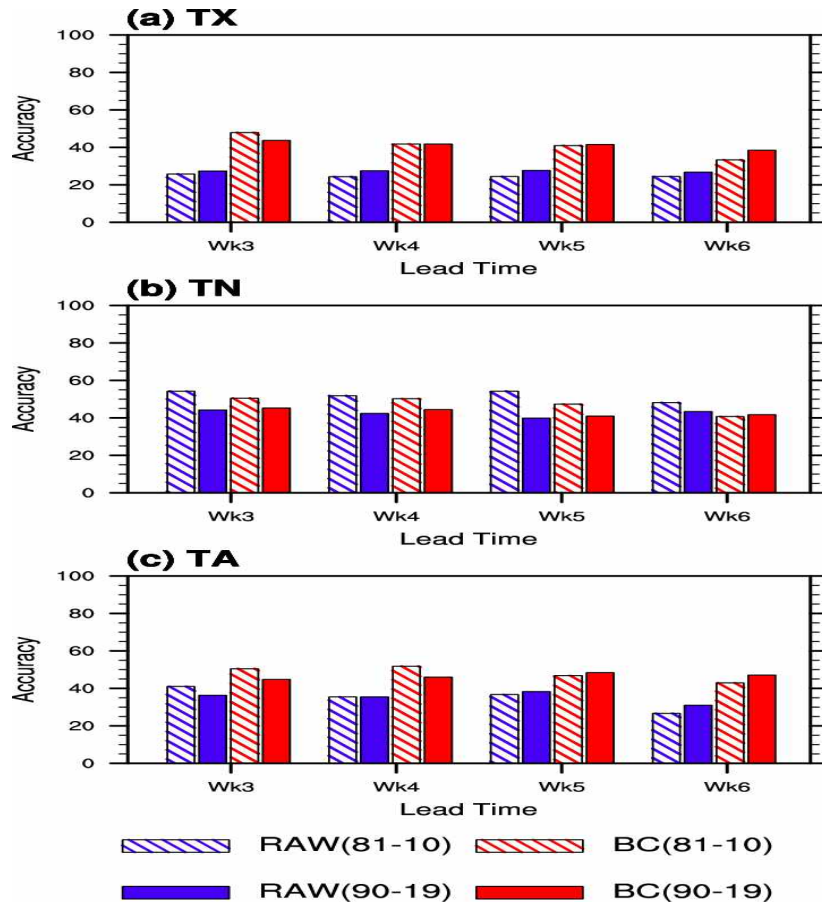 (a) TX
100
80
60
40
20
0
Accuracy
Wk3 Wk4 Wk5 Wk6
Lead Time
(b) TN
100
80
60
40
20
0
Accuracy
Wk3 Wk4 Wk5 Wk6
Lead Time
(c) TA
100
80
60
40
20
0
Accuracy
Wk3 Wk4 Wk5 Wk6
Lead Time
RAW(81-10) BC(81-10)
RAW(90-19) BC(90-19)